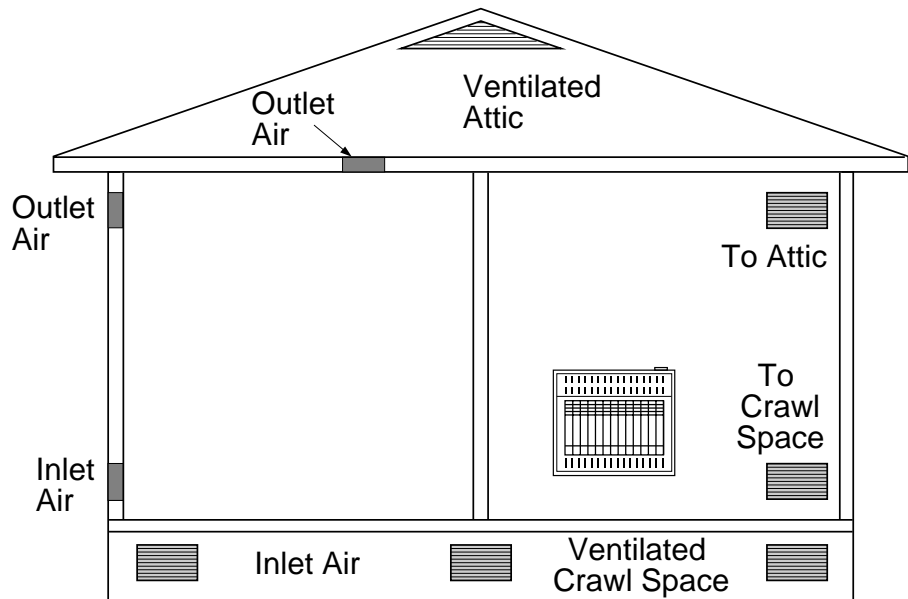 Ventilated
Attic
Outlet
Air
Outlet
Air
To Attic
To
Crawl
Space
Inlet
Air
Inlet Air
Ventilated
Crawl Space